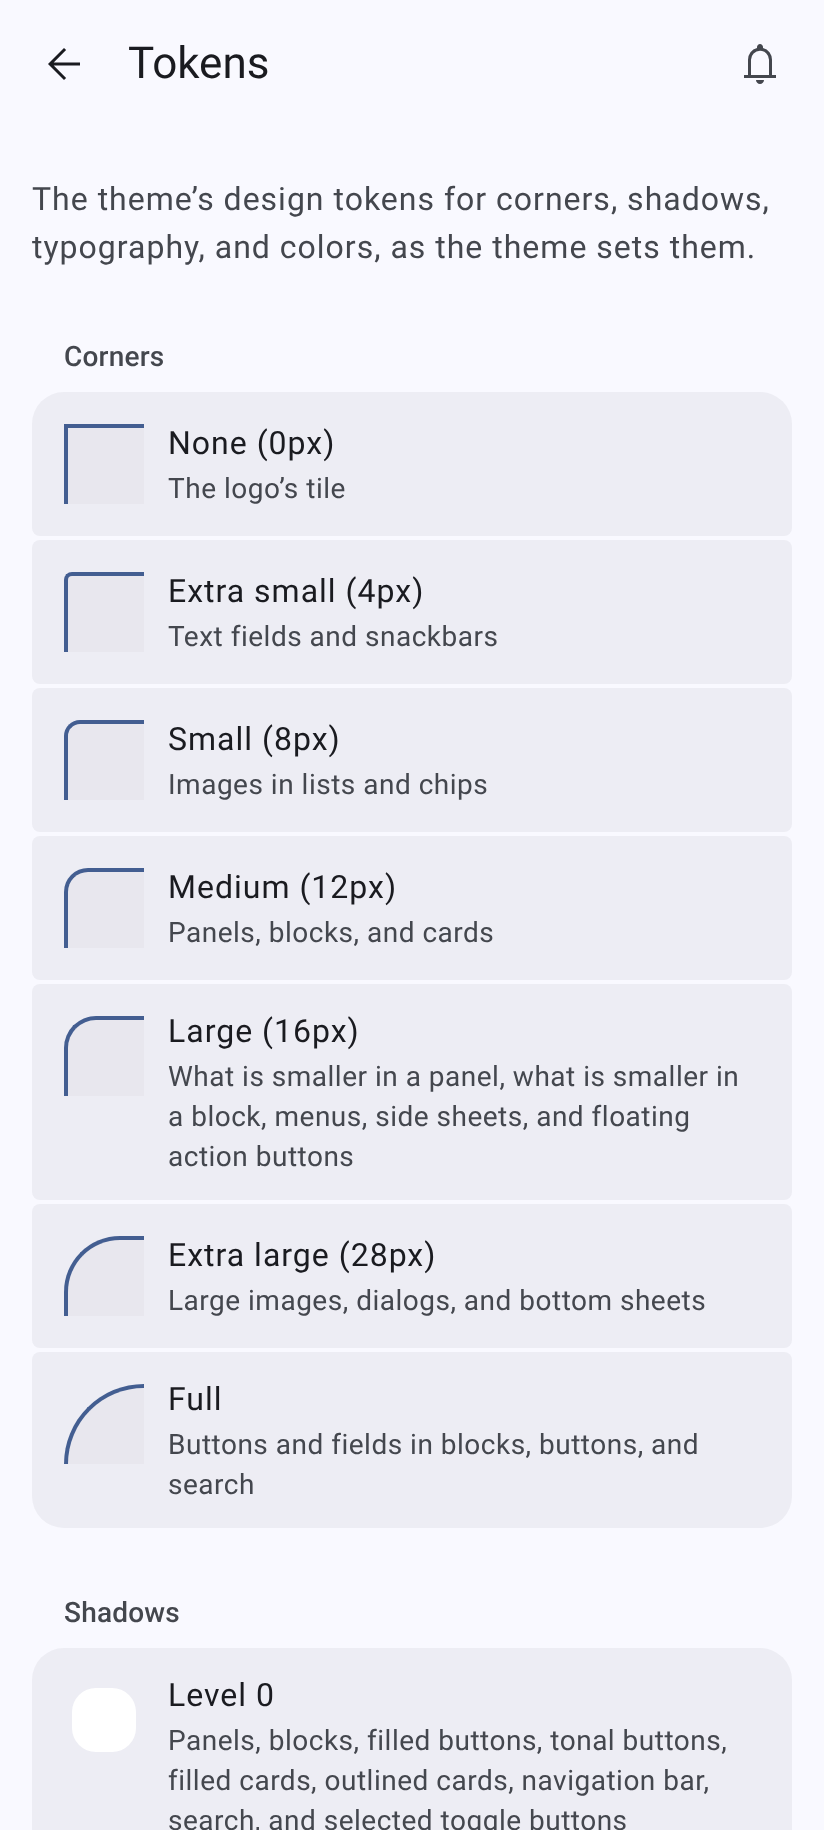 Tokens
The theme’s design tokens for corners, shadows,
typography, and colors, as the theme sets them.
Corners
None (0px)
The logo’s tile
Extra small (4px)
Text fields and snackbars
Small (8px)
Images in lists and chips
Medium (12px)
Panels, blocks, and cards
Large (16px)
What is smaller in a panel, what is smaller in
a block, menus, side sheets, and floating
action buttons
Extra large (28px)
Large images, dialogs, and bottom sheets
Full
Buttons and fields in blocks, buttons, and
search
Shadows
Level 0
Panels, blocks, filled buttons, tonal buttons,
filled cards, outlined cards, navigation bar,
search, and selected toggle buttons